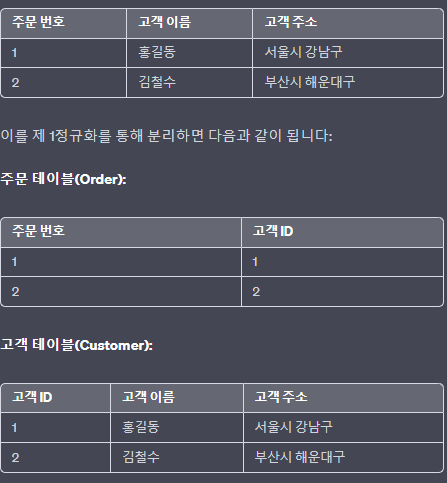 주문 번호 고객 이름 고객 주소
1 홍길동 서울시 강남구
2 김철수 부산시 해운대구
이를 제 1정규화를 통해 분리하면 다음과 같이 됩니다:
주문 테이블(Order):
주문 번호 고객 ID
1 1
2 2
고객 테이블(Customer):
고객 ID 고객 이름 고객 주소
1 홍길동 서울시 강남구
2 김철수 부산시 해운대구